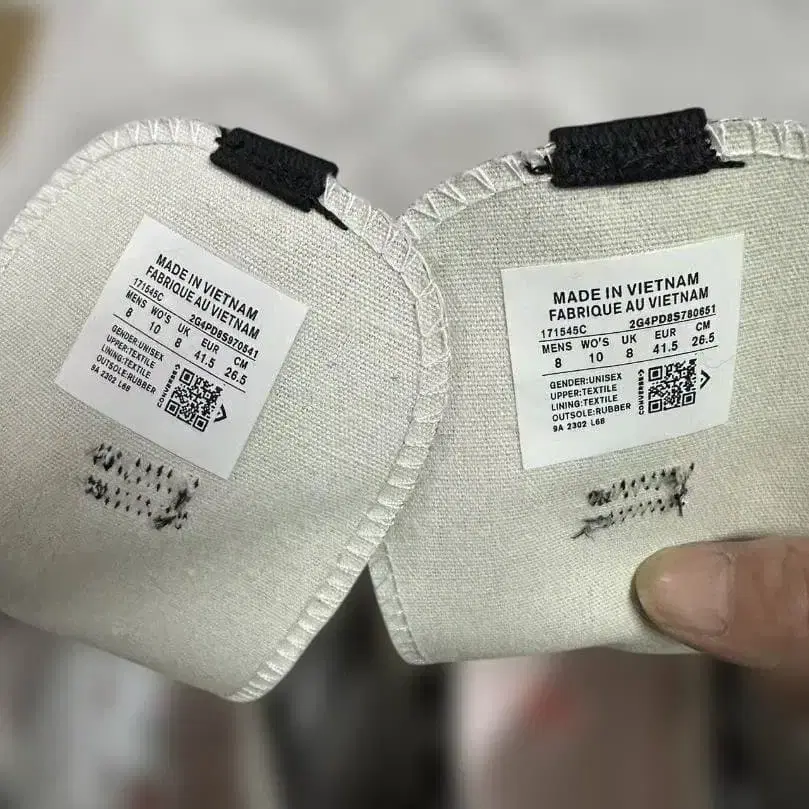 MADE IN VIETNAM
FABRIQUE AU VIETNAM
171545C 2G4PD8S970541
MENS WO'S UK EUR CM
8 10 8 41.5 26.5
GENDER:UNISEX
UPPER:TEXTILE
LINING:TEXTILE
OUTSOLE:RUBBER
9A 2302 L68
CONVERSE
MADE IN VIETNAM
FABRIQUE AU VIETNAM
171545C 2G4PD8S780651
MENS WO'S UK EUR CM
8 10 8 41.5 26.5
GENDER:UNISEX
UPPER:TEXTILE
LINING:TEXTILE
OUTSOLE:RUBBER
9A 2302 L68
CONVERSE